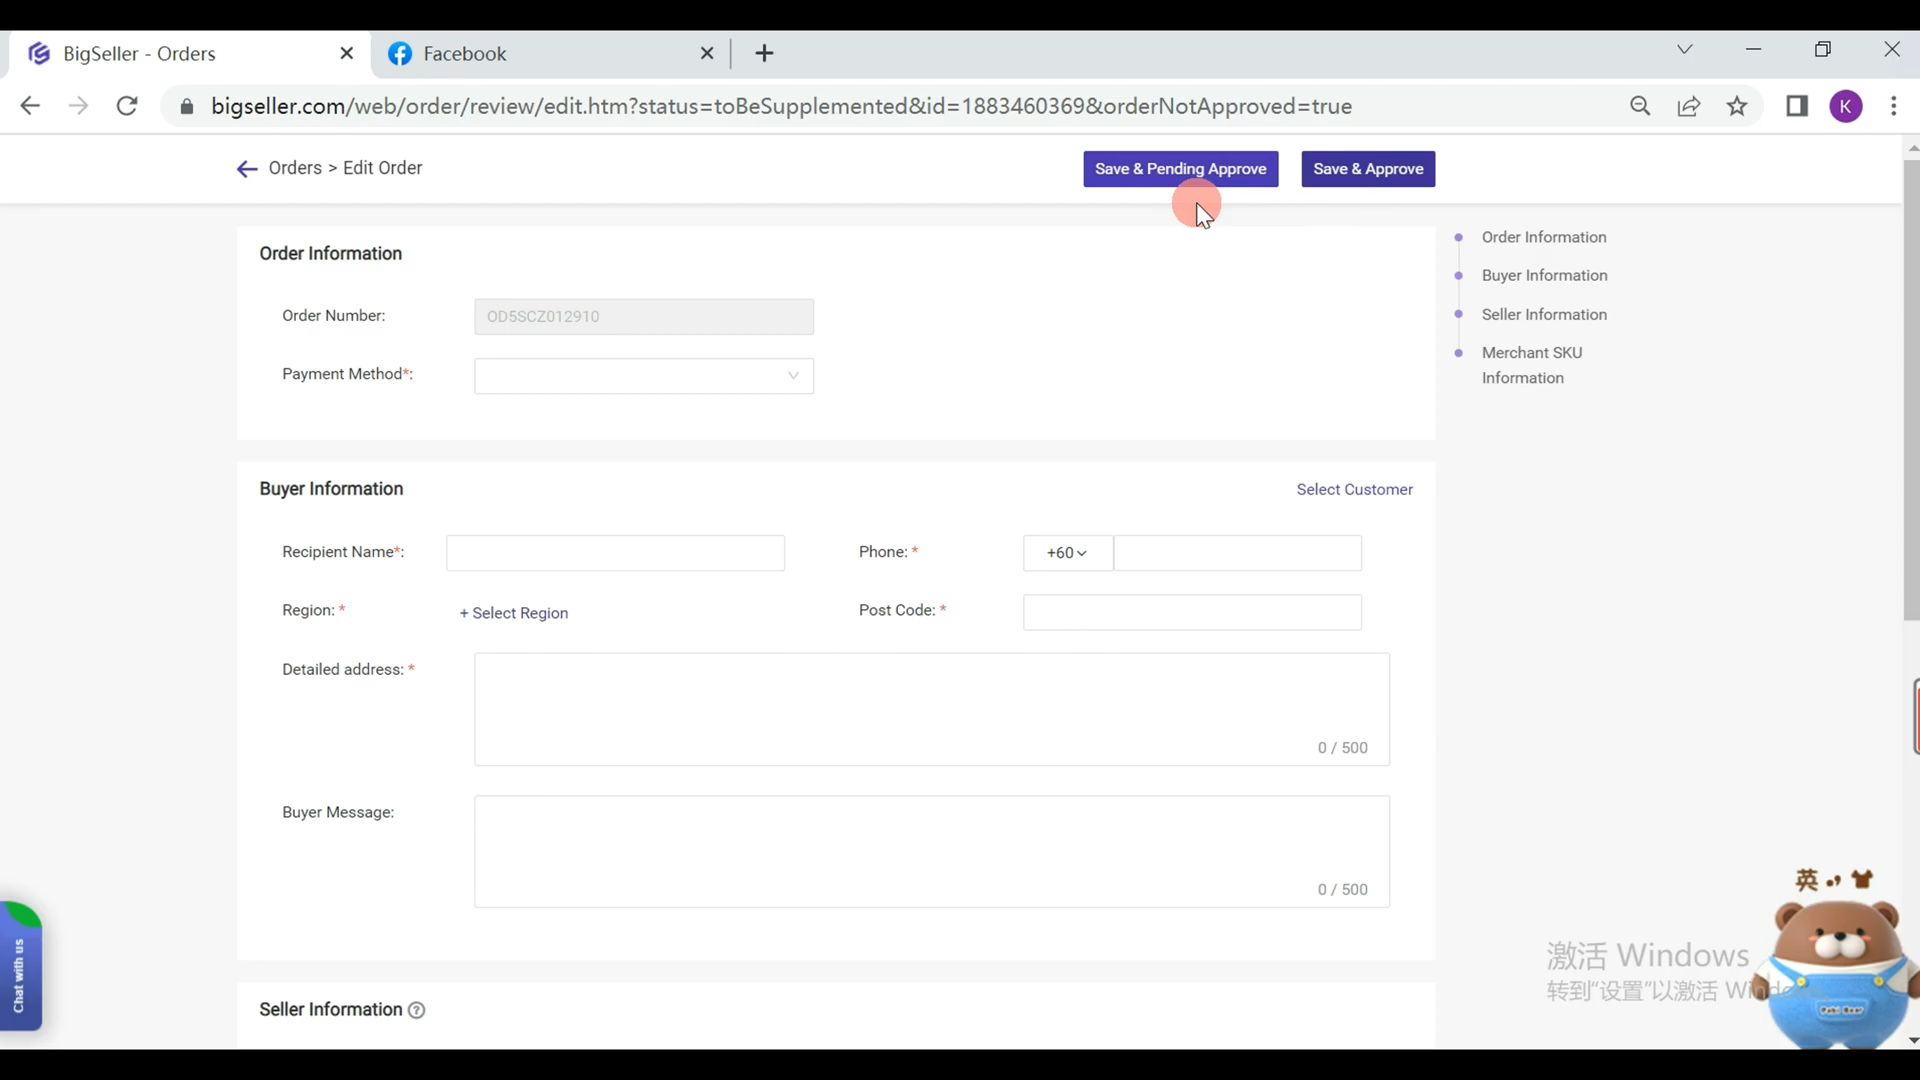 BigSeller - Orders
Facebook
bigseller.com/web/order/review/edit.htm?status=toBeSupplemented&id=1883460369&orderNotApproved=true
K
Orders > Edit Order
Save & Pending Approve
Save & Approve
Order Information
Order Number:
OD5SCZ012910
Payment Method*:
Order Information
Buyer Information
Seller Information
Merchant SKU
Information
Buyer Information
Select Customer
Recipient Name*:
Phone: *
+60
Region: *
+ Select Region
Post Code: *
Detailed address: *
0 / 500
Buyer Message:
0 / 500
Seller Information
Chat with us
英
激活 Windows
转到“设置”以激活 Windo